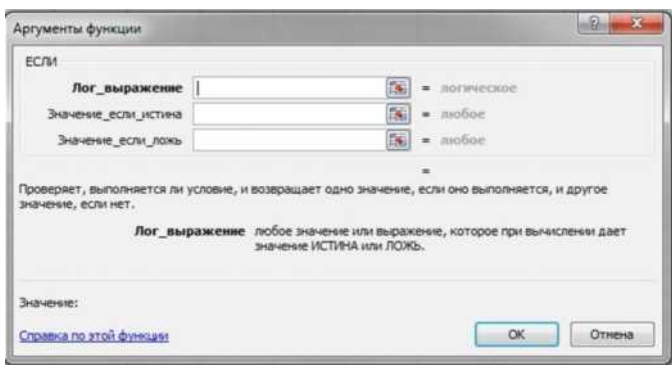 Аргументы функции
ЕСЛИ
Лог_выражение = логическое
Значение_если_истина = любое
Значение_если_ложь = любое
=
Проверяет, выполняется ли условие, и возвращает одно значение, если оно выполняется, и другое
значение, если нет.
Лог_выражение любое значение или выражение, которое при вычислении дает
значение ИСТИНА или ЛОЖЬ.
Значение:
Справка по этой функции
ОК
Отмена